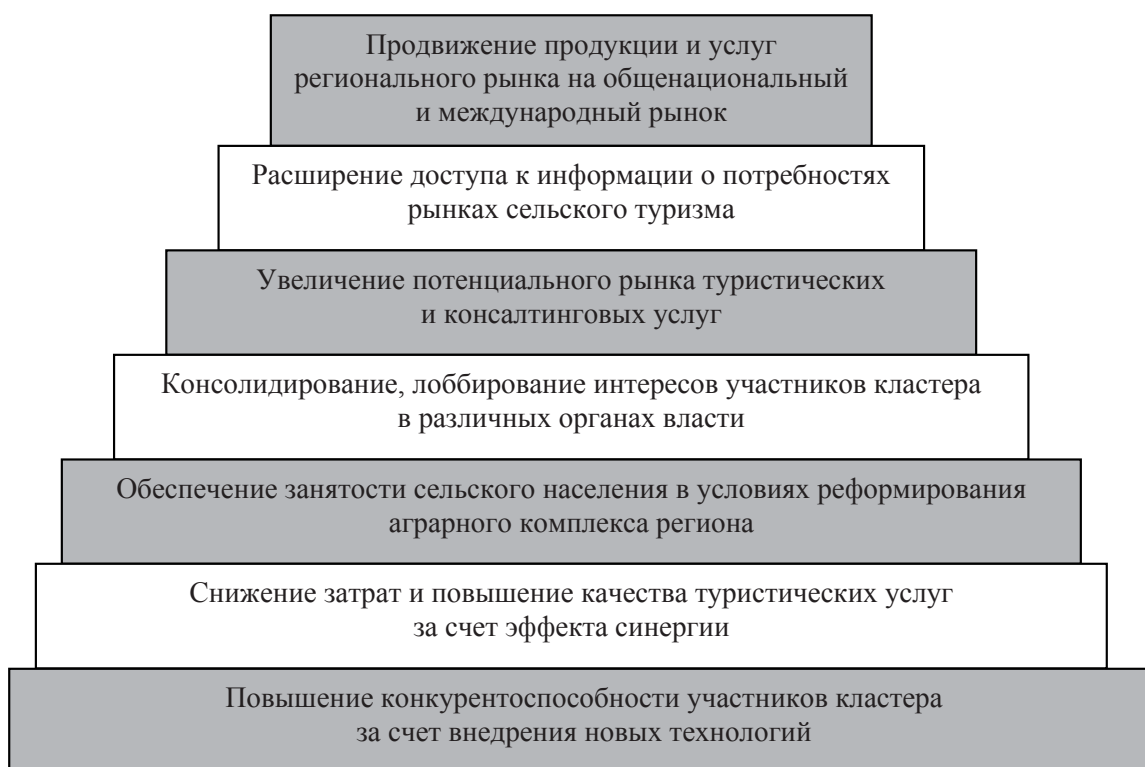 Продвижение продукции и услуг
регионального рынка на общенациональный
и международный рынок
Расширение доступа к информации о потребностях
рынках сельского туризма
Увеличение потенциального рынка туристических
и консалтинговых услуг
Консолидирование, лоббирование интересов участников кластера
в различных органах власти
Обеспечение занятости сельского населения в условиях реформирования
аграрного комплекса региона
Снижение затрат и повышение качества туристических услуг
за счет эффекта синергии
Повышение конкурентоспособности участников кластера
за счет внедрения новых технологий